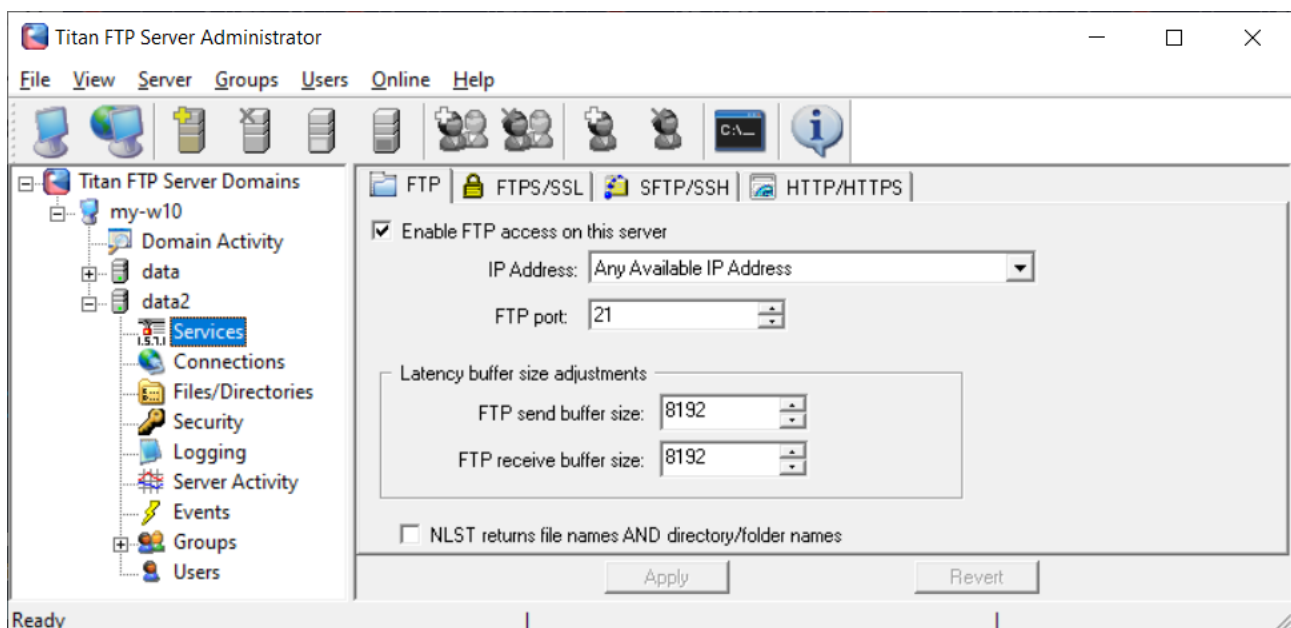 Titan FTP Server Administrator
File View Server Groups Users Online Help
C:\_
Titan FTP Server Domains
my-w10
Domain Activity
data
data2
Services
Connections
Files/Directories
Security
Logging
Server Activity
Events
Groups
Users
FTP FTPS/SSL SFTP/SSH HTTP/HTTPS
Enable FTP access on this server
IP Address: Any Available IP Address
FTP port: 21
Latency buffer size adjustments
FTP send buffer size: 8192
FTP receive buffer size: 8192
NLST returns file names AND directory/folder names
Apply Revert
Ready